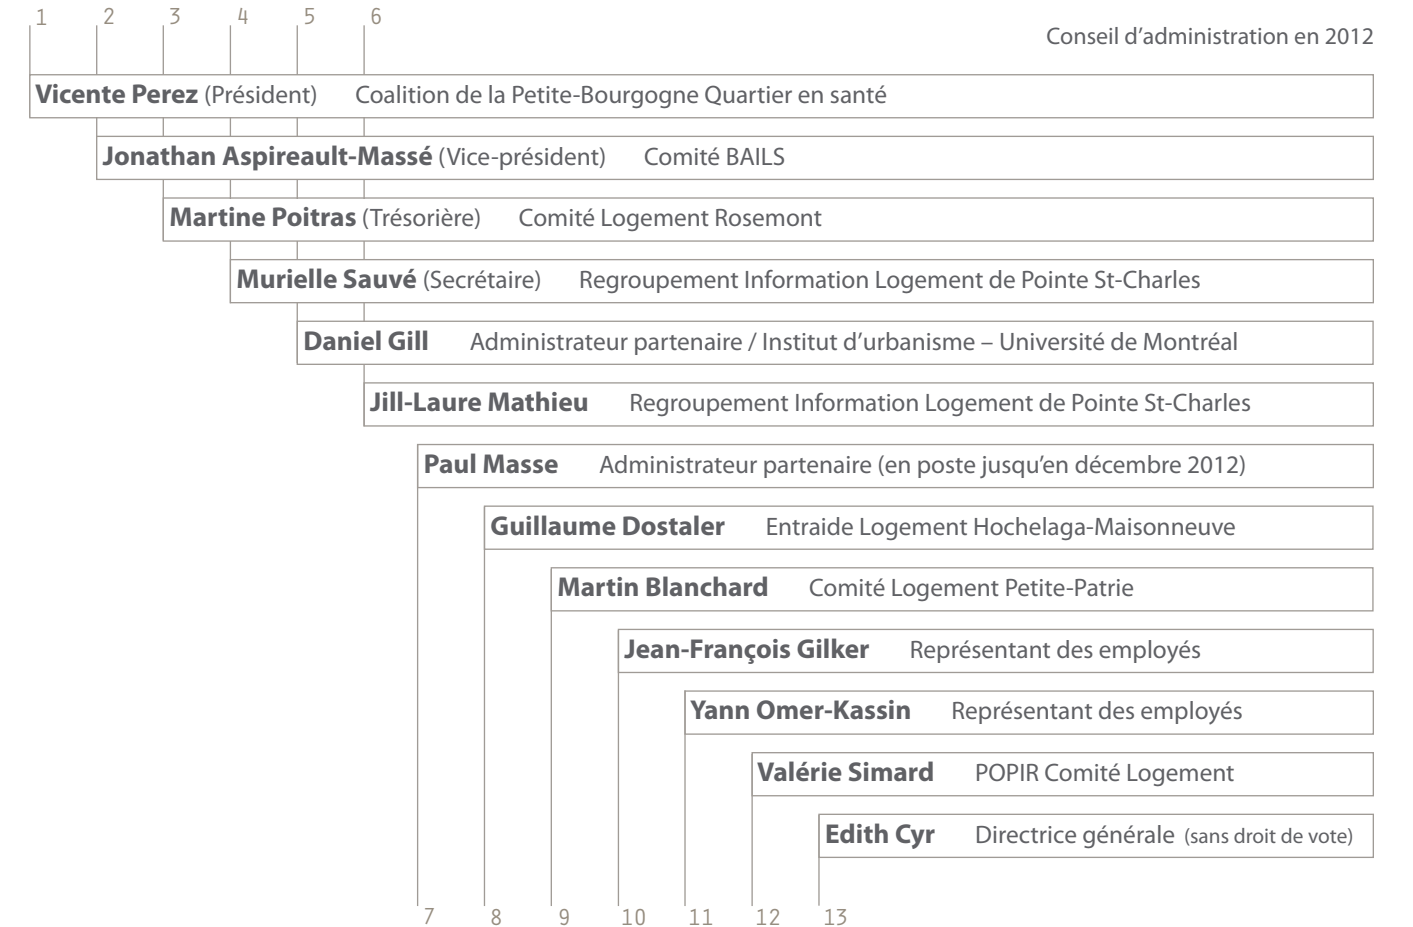 1 2 3 4 5 6
Conseil d’administration en 2012
Vicente Perez (Président) Coalition de la Petite-Bourgogne Quartier en santé
Jonathan Aspireault-Massé (Vice-président) Comité BAILS
Martine Poitras (Trésorière) Comité Logement Rosemont
Murielle Sauvé (Secrétaire) Regroupement Information Logement de Pointe St-Charles
Daniel Gill Administrateur partenaire / Institut d’urbanisme – Université de Montréal
Jill-Laure Mathieu Regroupement Information Logement de Pointe St-Charles
Paul Masse Administrateur partenaire (en poste jusqu’en décembre 2012)
Guillaume Dostaler Entraide Logement Hochelaga-Maisonneuve
Martin Blanchard Comité Logement Petite-Patrie
Jean-François Gilker Représentant des employés
Yann Omer-Kassin Représentant des employés
Valérie Simard POPIR Comité Logement
Edith Cyr Directrice générale (sans droit de vote)
7 8 9 10 11 12 13